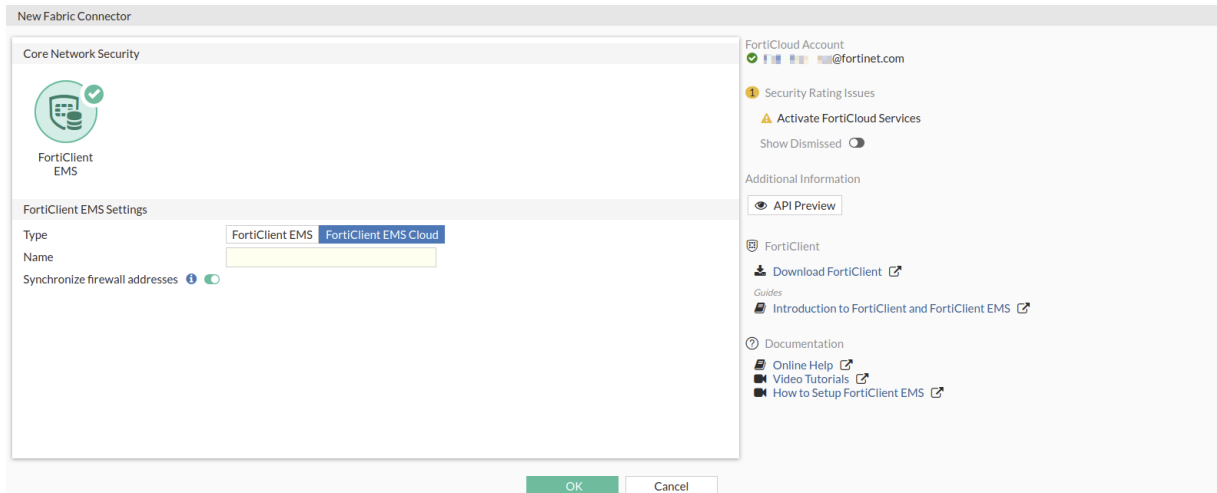 New Fabric Connector
Core Network Security
FortiClient
EMS
FortiClient EMS Settings
Type FortiClient EMS FortiClient EMS Cloud
Name
Synchronize firewall addresses
FortiCloud Account
@fortinet.com
1 Security Rating Issues
Activate FortiCloud Services
Show Dismissed
Additional Information
API Preview
FortiClient
Download FortiClient
Guides
Introduction to FortiClient and FortiClient EMS
Documentation
Online Help
Video Tutorials
How to Setup FortiClient EMS
OK Cancel